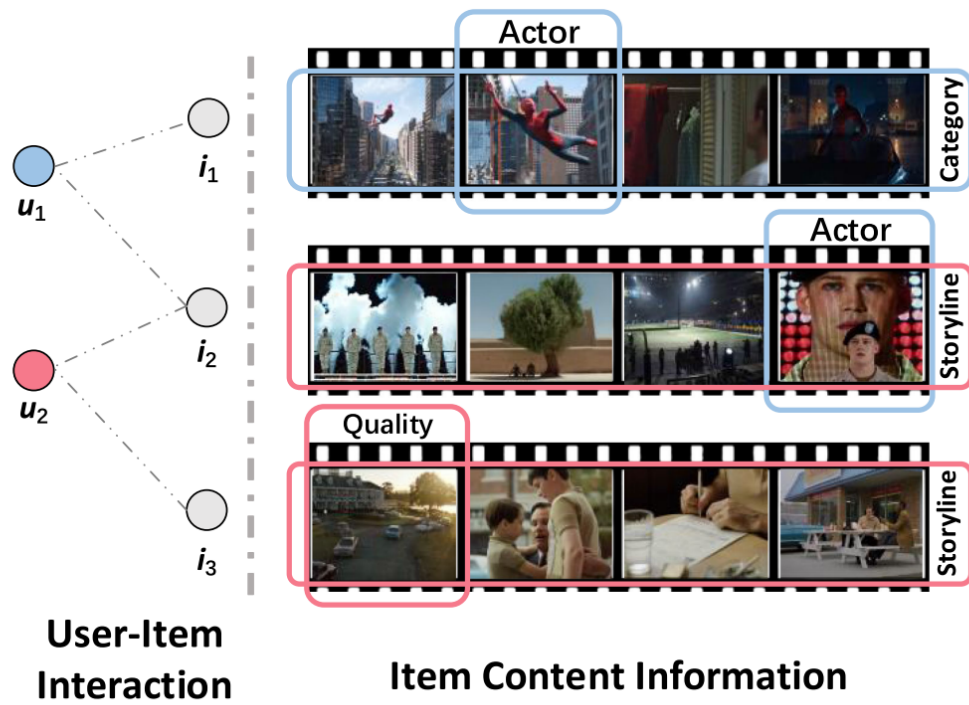 Actor
Category
i1
u1
Actor
Storyline
i2
u2
Quality
Storyline
i3
User-Item
Interaction
Item Content Information